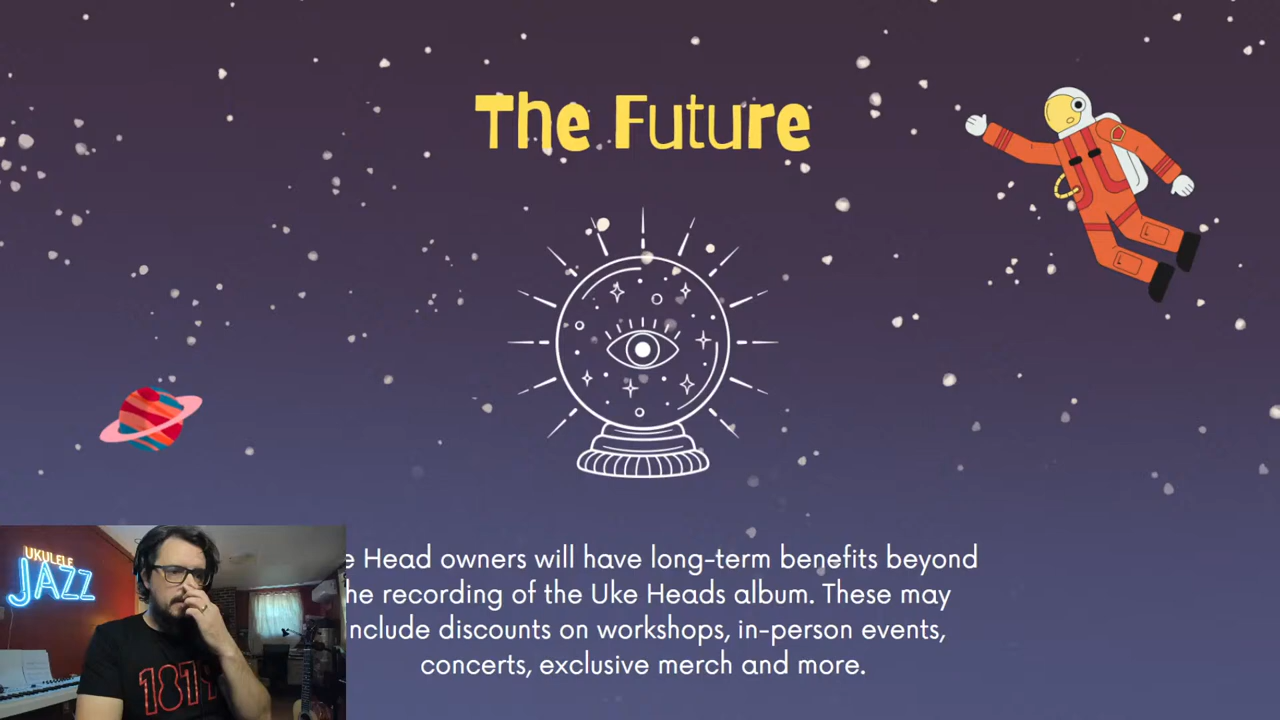 The Future
e Head owners will have long-term benefits beyond
he recording of the Uke Heads album. These may
nclude discounts on workshops, in-person events,
concerts, exclusive merch and more.
UKULELE
JAZZ